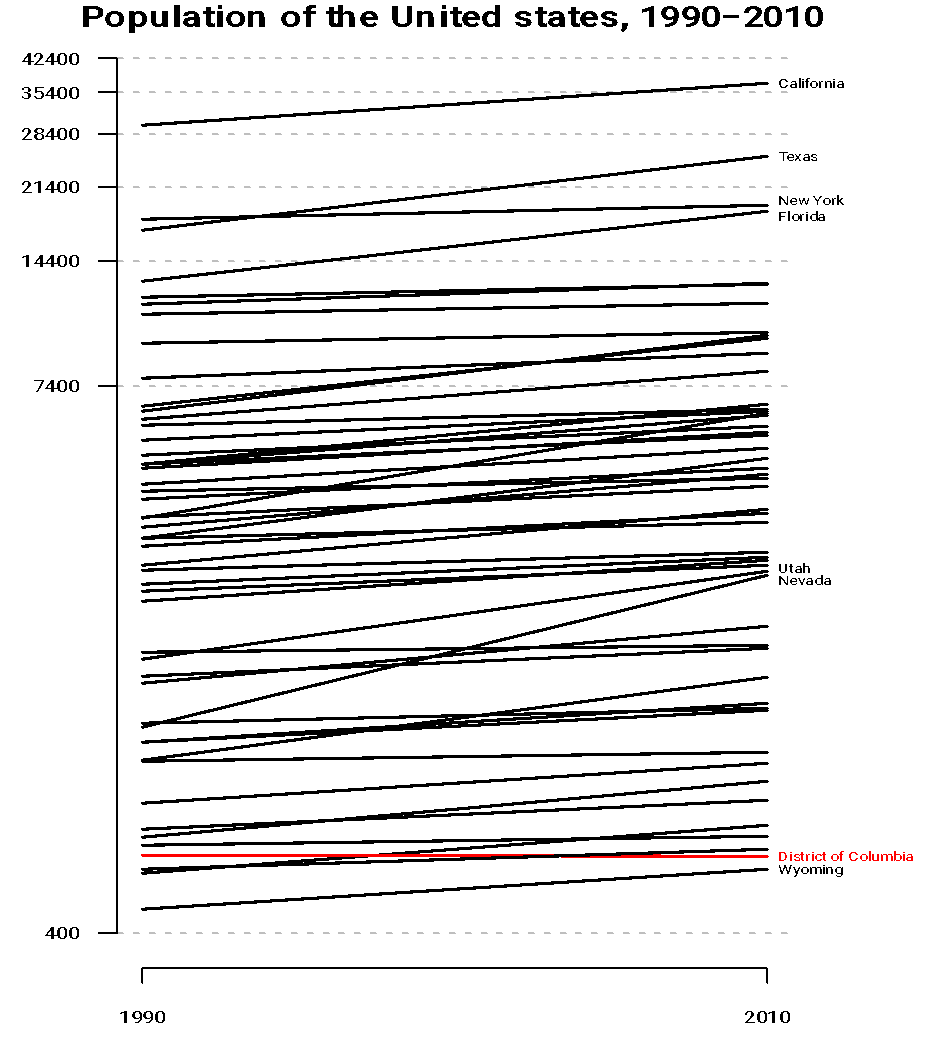 Population of the United states, 1990−2010
42400
35400
28400
21400
14400
7400
400
California
Texas
New York
Florida
Utah
Nevada
District of Columbia
Wyoming
1990
2010